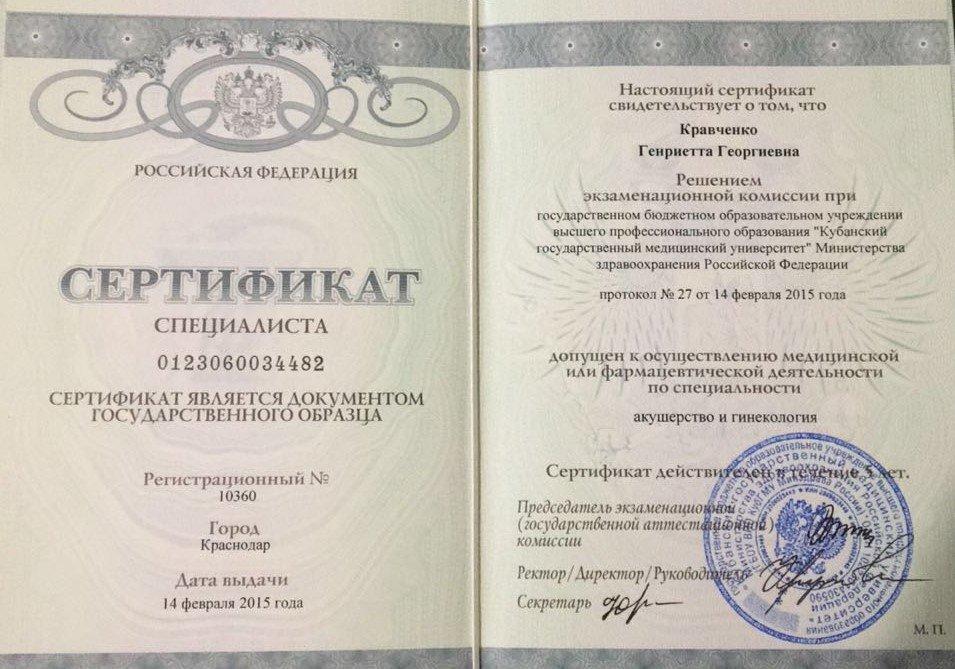 РОССИЙСКАЯ ФЕДЕРАЦИЯ
СЕРТИФИКАТ
СПЕЦИАЛИСТА
0123060034482
СЕРТИФИКАТ ЯВЛЯЕТСЯ ДОКУМЕНТОМ
ГОСУДАРСТВЕННОГО ОБРАЗЦА
Регистрационный №
10360
Город
Краснодар
Дата выдачи
14 февраля 2015 года
Настоящий сертификат
свидетельствует о том, что
Кравченко
Генриетта Георгиевна
Решением
экзаменационной комиссии при
государственном бюджетном образовательном учреждении
высшего профессионального образования "Кубанский
государственный медицинский университет" Министерства
здравоохранения Российской Федерации
протокол № 27 от 14 февраля 2015 года
допущен к осуществлению медицинской
или фармацевтической деятельности
по специальности
акушерство и гинекология
Сертификат действителен в течение 5 лет.
Председатель экзаменационной
(государственной аттестационной)
комиссии
Ректор/Директор/Руководитель
Секретарь
М. П.